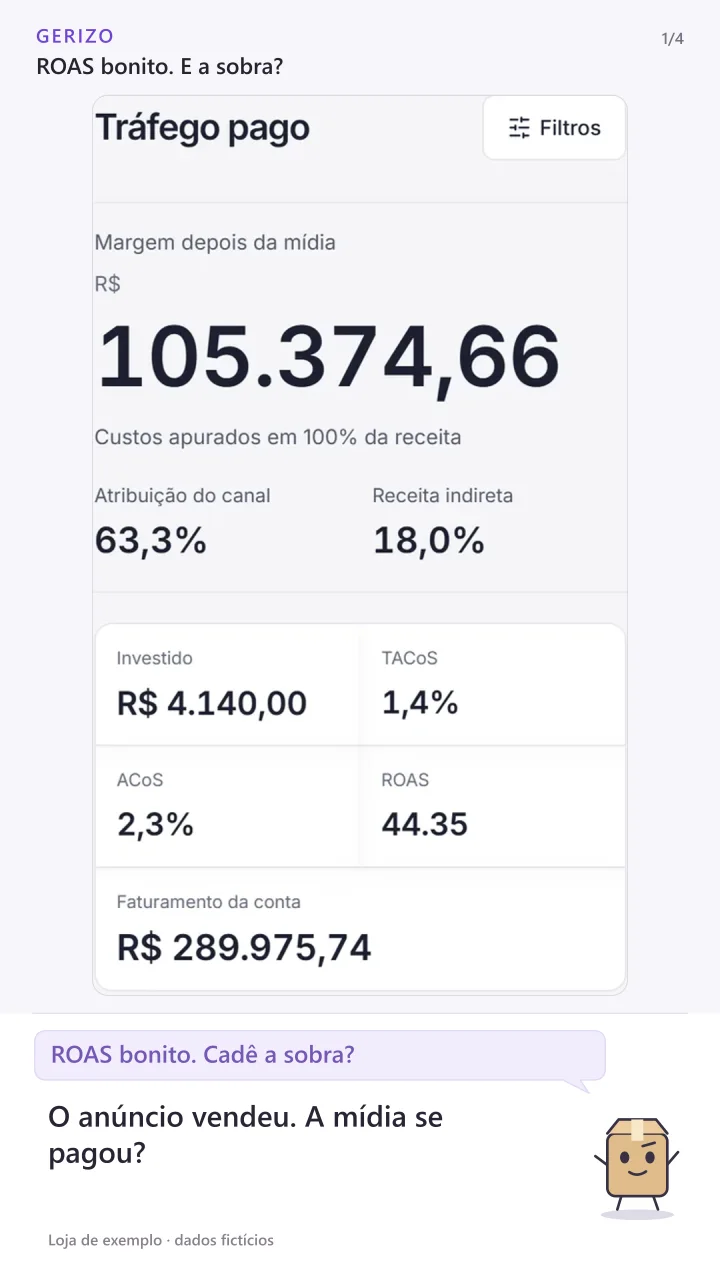 GERIZO
1/4
ROAS bonito. E a sobra?
Tráfego pago
Filtros
Margem depois da mídia
R$
105.374,66
Custos apurados em 100% da receita
Atribuição do canal
Receita indireta
63,3%
18,0%
Investido
TACoS
R$ 4.140,00
1,4%
ACoS
ROAS
2,3%
44.35
Faturamento da conta
R$ 289.975,74
ROAS bonito. Cadê a sobra?
O anúncio vendeu. A mídia se
pagou?
Loja de exemplo · dados fictícios